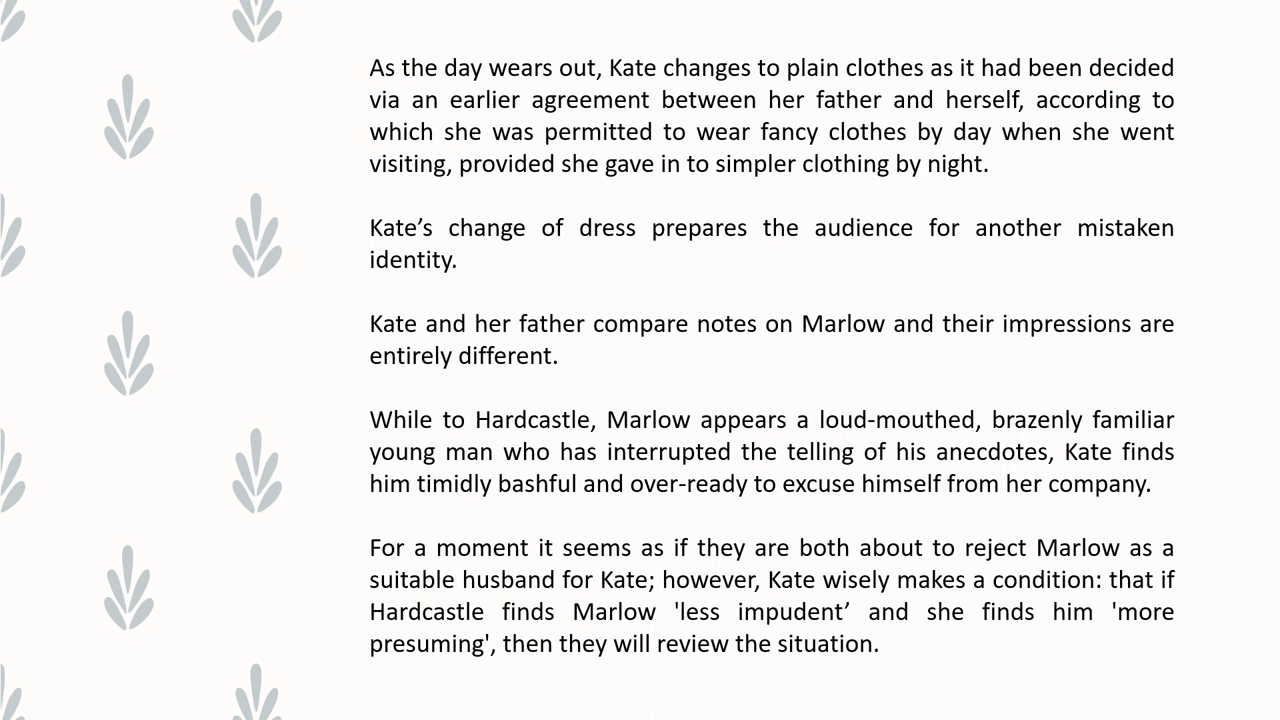 As the day wears out, Kate changes to plain clothes as it had been decided
via an earlier agreement between her father and herself, according to
which she was permitted to wear fancy clothes by day when she went
visiting, provided she gave in to simpler clothing by night.
Kate’s change of dress prepares the audience for another mistaken
identity.
Kate and her father compare notes on Marlow and their impressions are
entirely different.
While to Hardcastle, Marlow appears a loud-mouthed, brazenly familiar
young man who has interrupted the telling of his anecdotes, Kate finds
him timidly bashful and over-ready to excuse himself from her company.
For a moment it seems as if they are both about to reject Marlow as a
suitable husband for Kate; however, Kate wisely makes a condition: that if
Hardcastle finds Marlow 'less impudent’ and she finds him 'more
presuming', then they will review the situation.